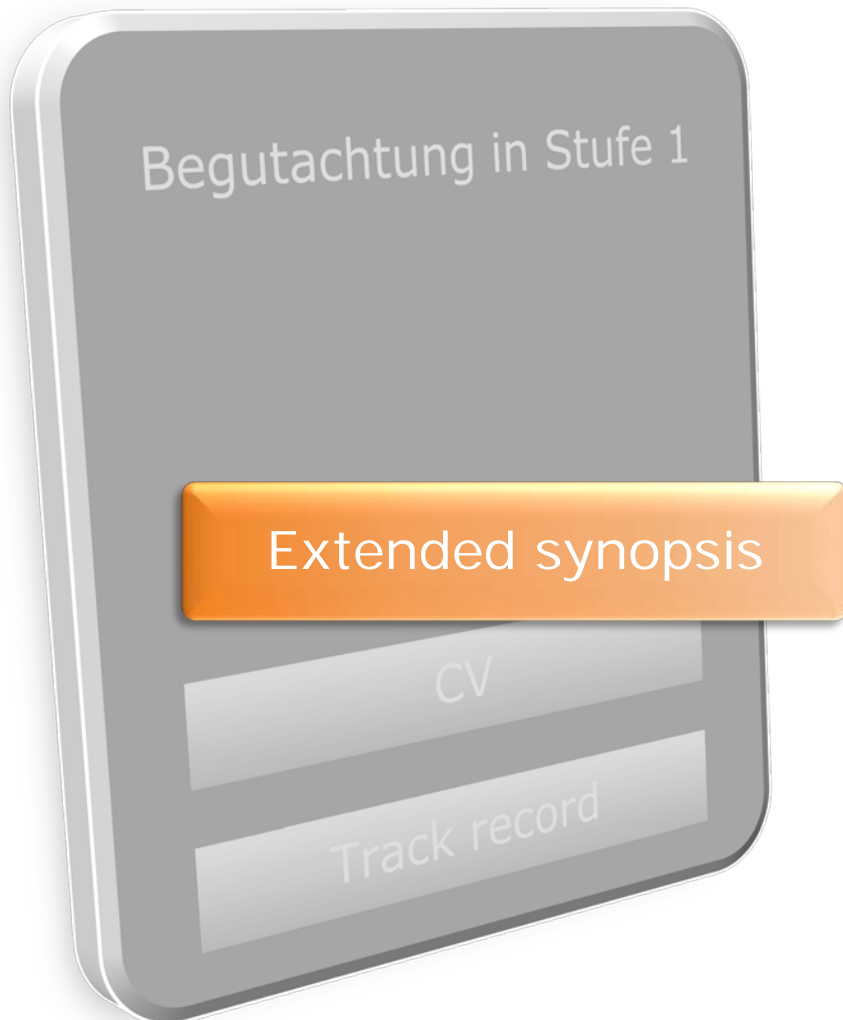 Begutachtung in Stufe 1
Extended synopsis
CV
Track record